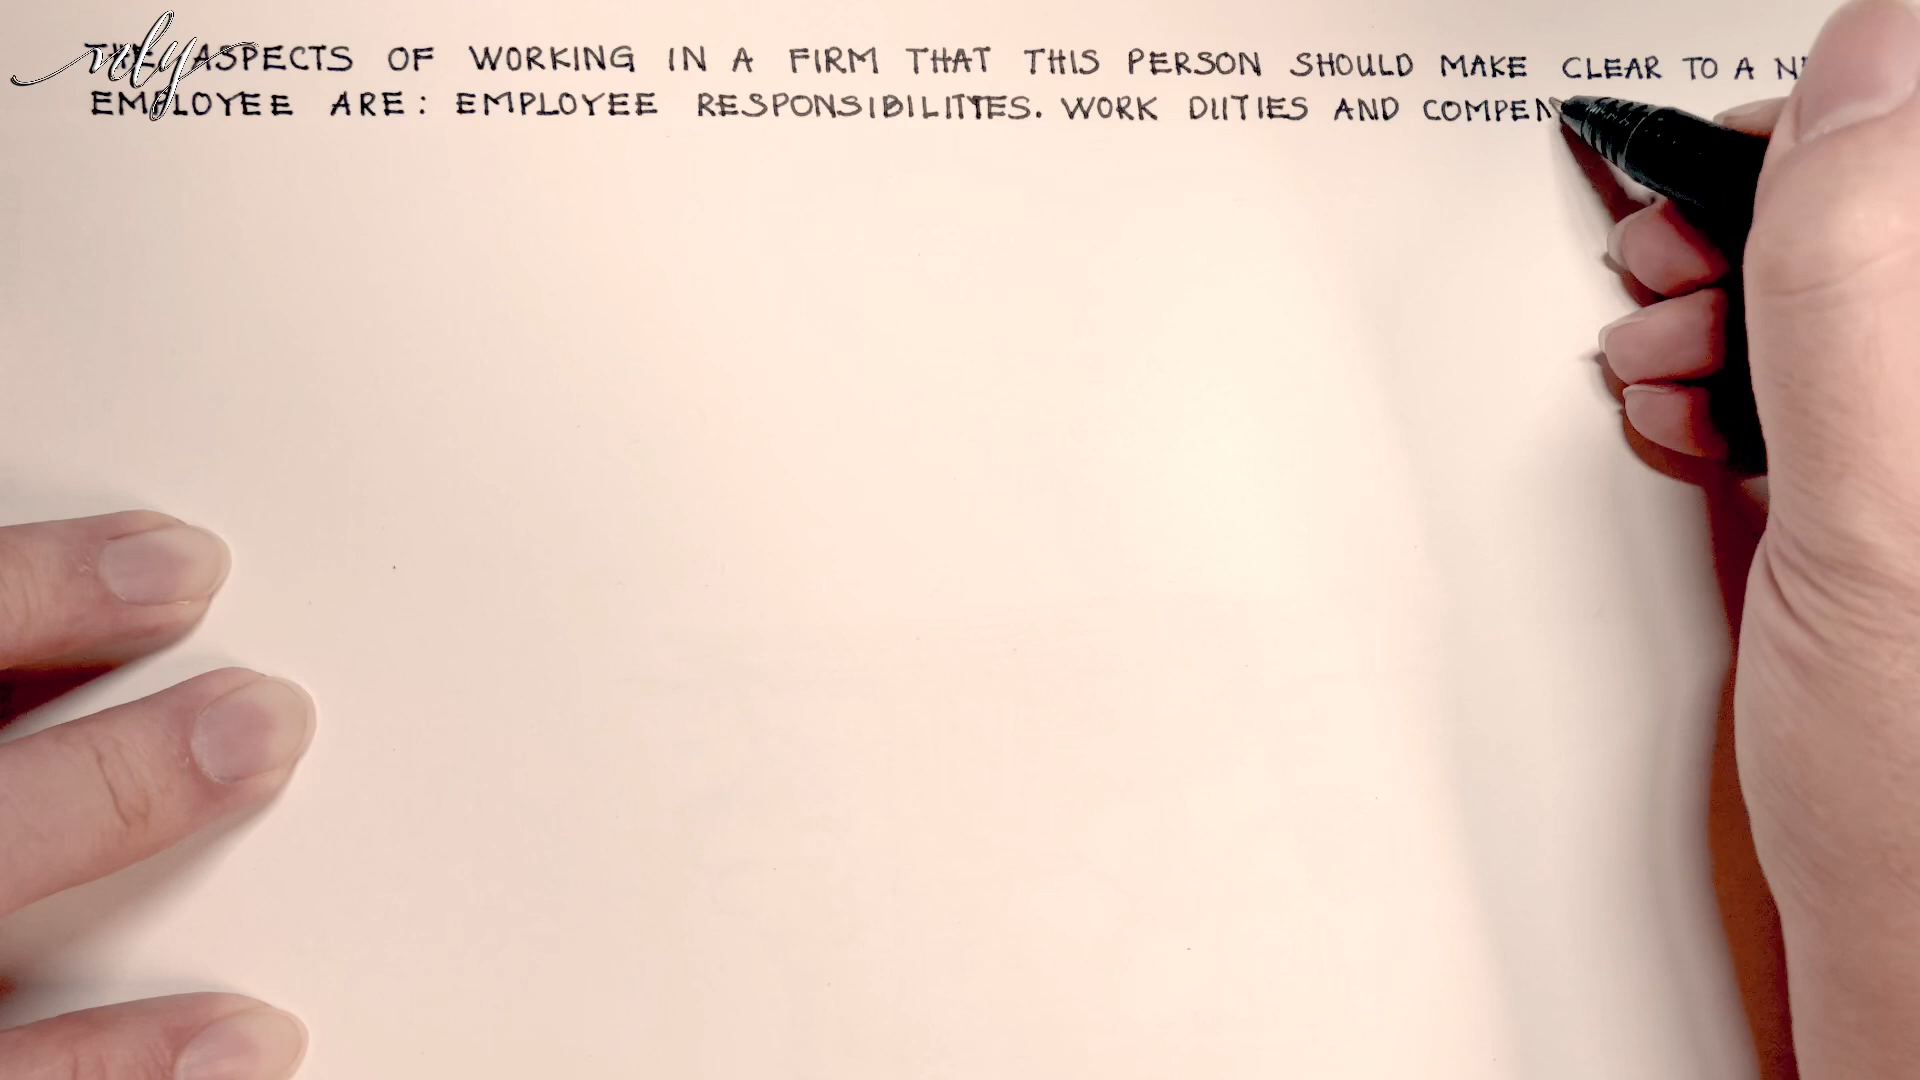 THE ASPECTS OF WORKING IN A FIRM THAT THIS PERSON SHOULD MAKE CLEAR TO A
EMPLOYEE ARE: EMPLOYEE RESPONSIBILITIES. WORK DUTIES AND